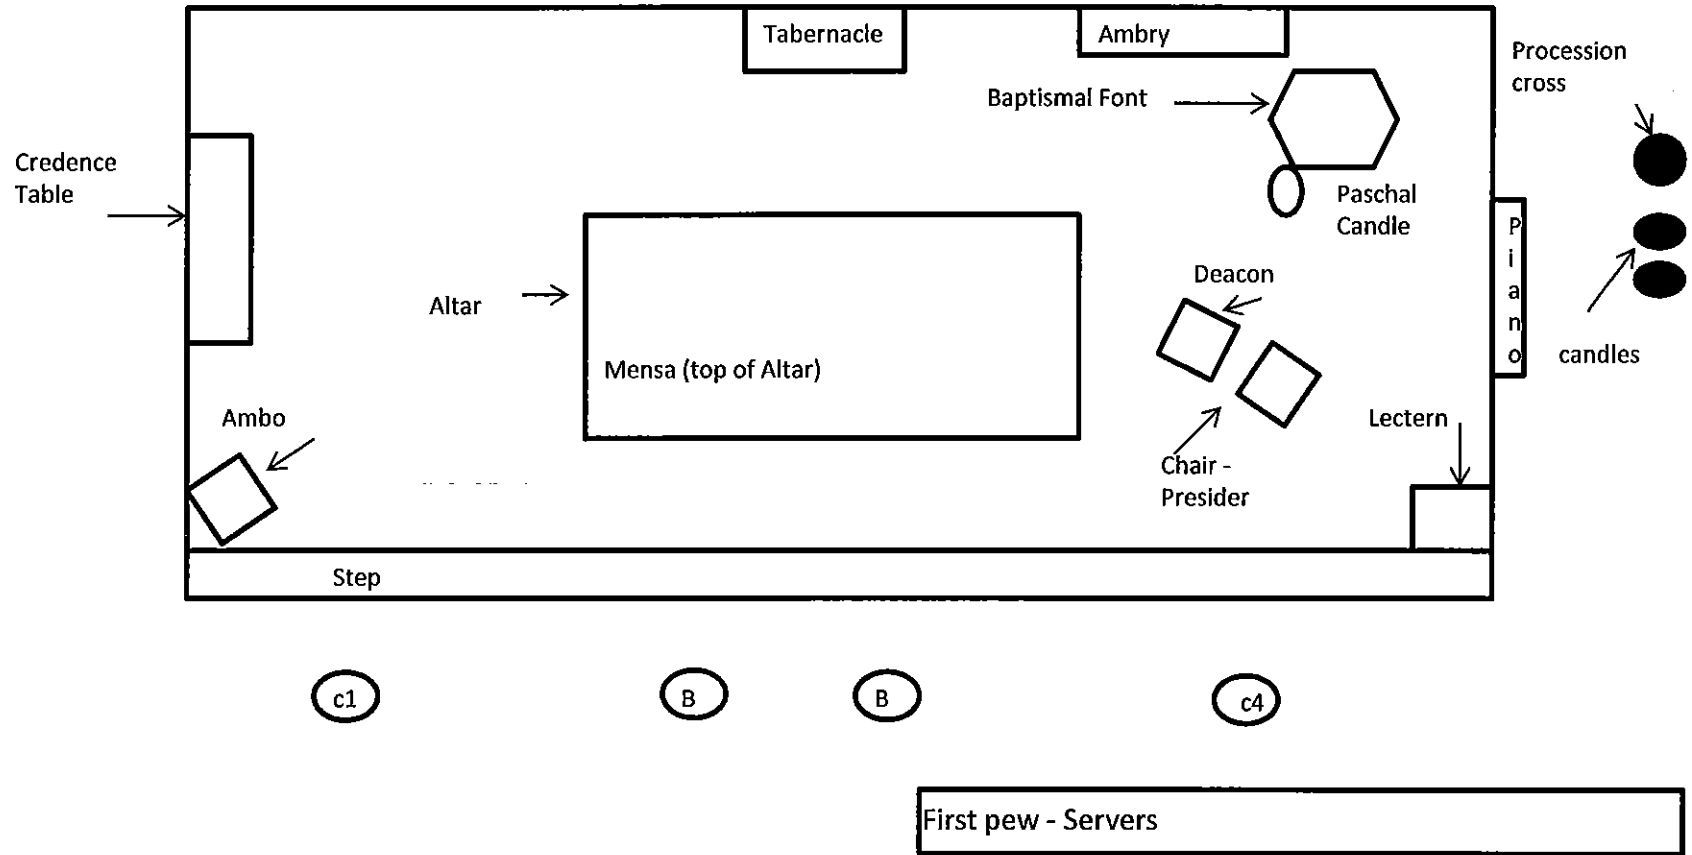 Tabernacle
Ambry
Procession
cross
Baptismal Font
Credence
Table
Paschal
Candle
P
i
a
n
o
Deacon
Altar
candles
Mensa (top of Altar)
Ambo
Lectern
Chair -
Presider
Step
c1
B
B
c4
First pew - Servers